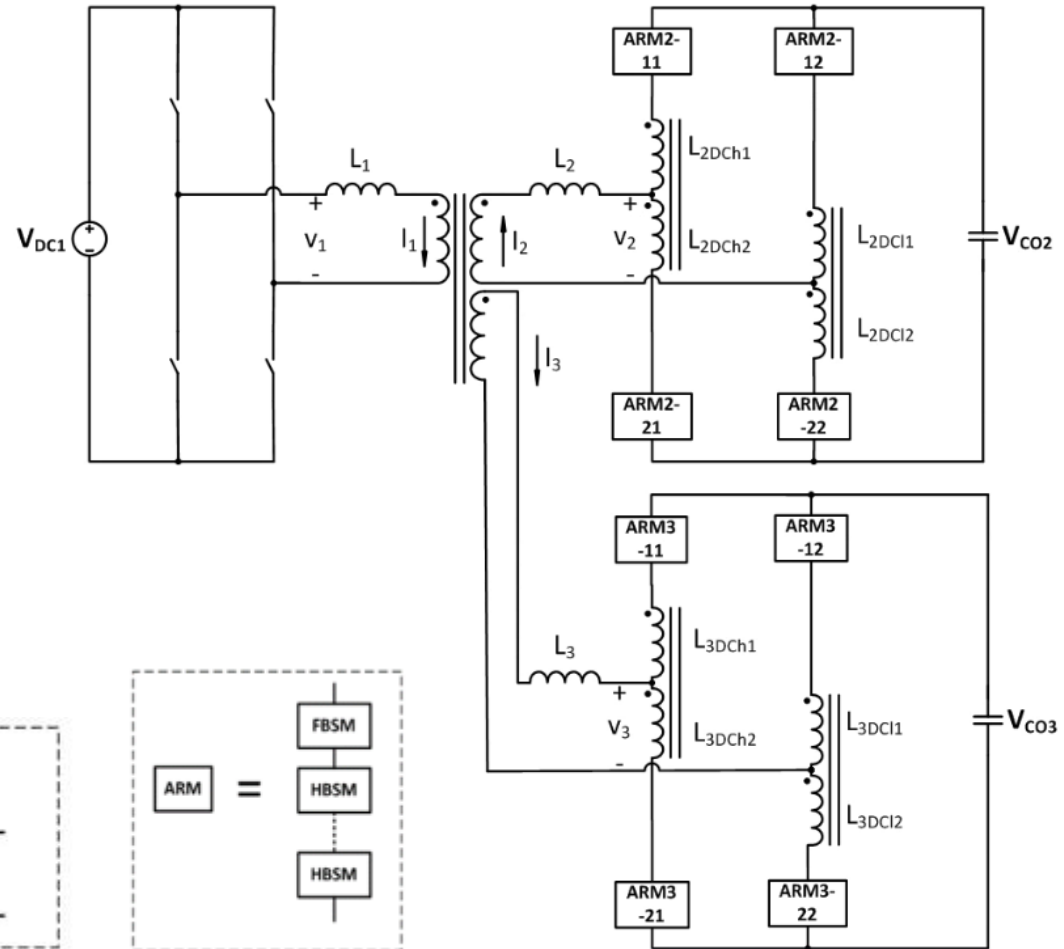 ARM2-
11
ARM2-
12
L2DCh1
L1
L2
+
V1
-
I1
I2
+
V2
-
L2DCh2
L2DCl1
VDC1
+
-
VCO2
L2DCl2
I3
ARM2-
21
ARM2
-22
ARM3
-11
ARM3
-12
L3DCh1
L3
+
V3
-
L3DCh2
L3DCl1
VCO3
L3DCl2
ARM
=
FBSM
HBSM
HBSM
ARM3
-21
ARM3-
22